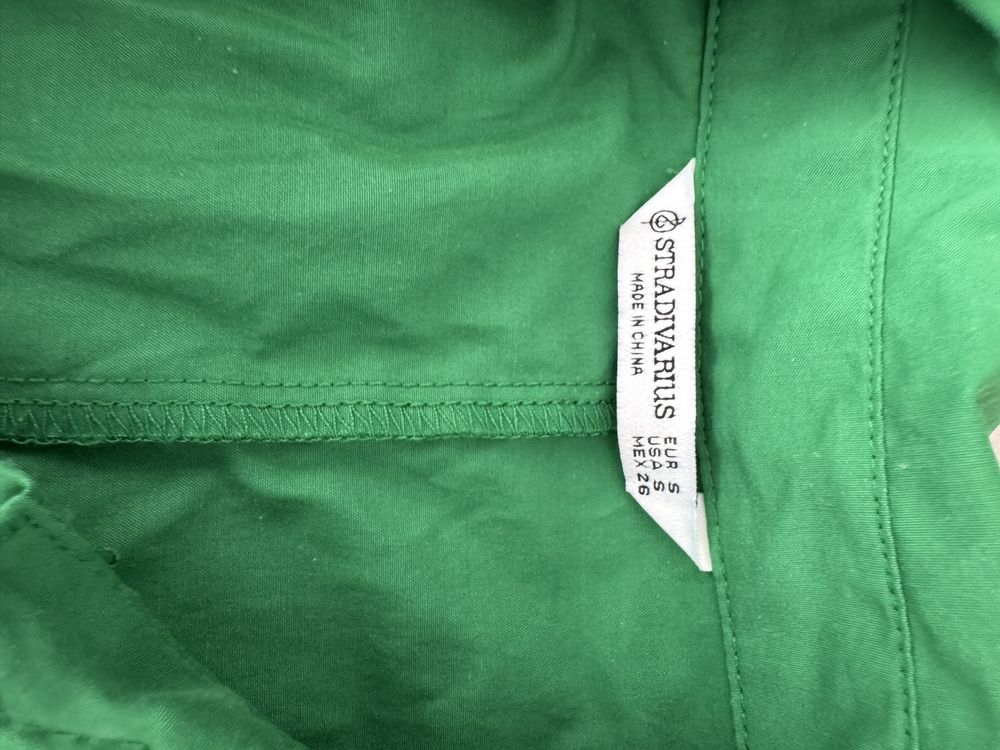 STRADIVARIUS
MADE IN CHINA
EUR S
USA S
MEX 26